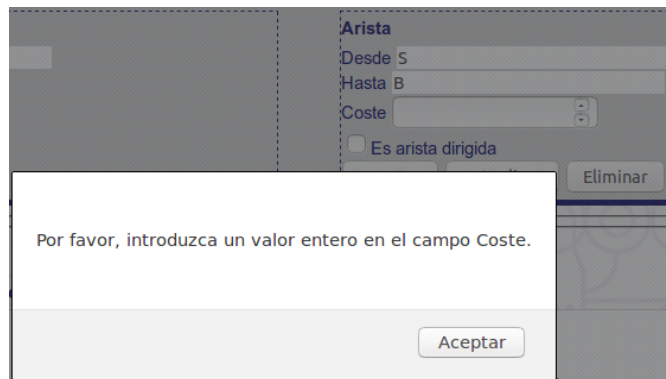 Arista
Desde S
Hasta B
Coste
Es arista dirigida
Eliminar
Por favor, introduzca un valor entero en el campo Coste.
Aceptar